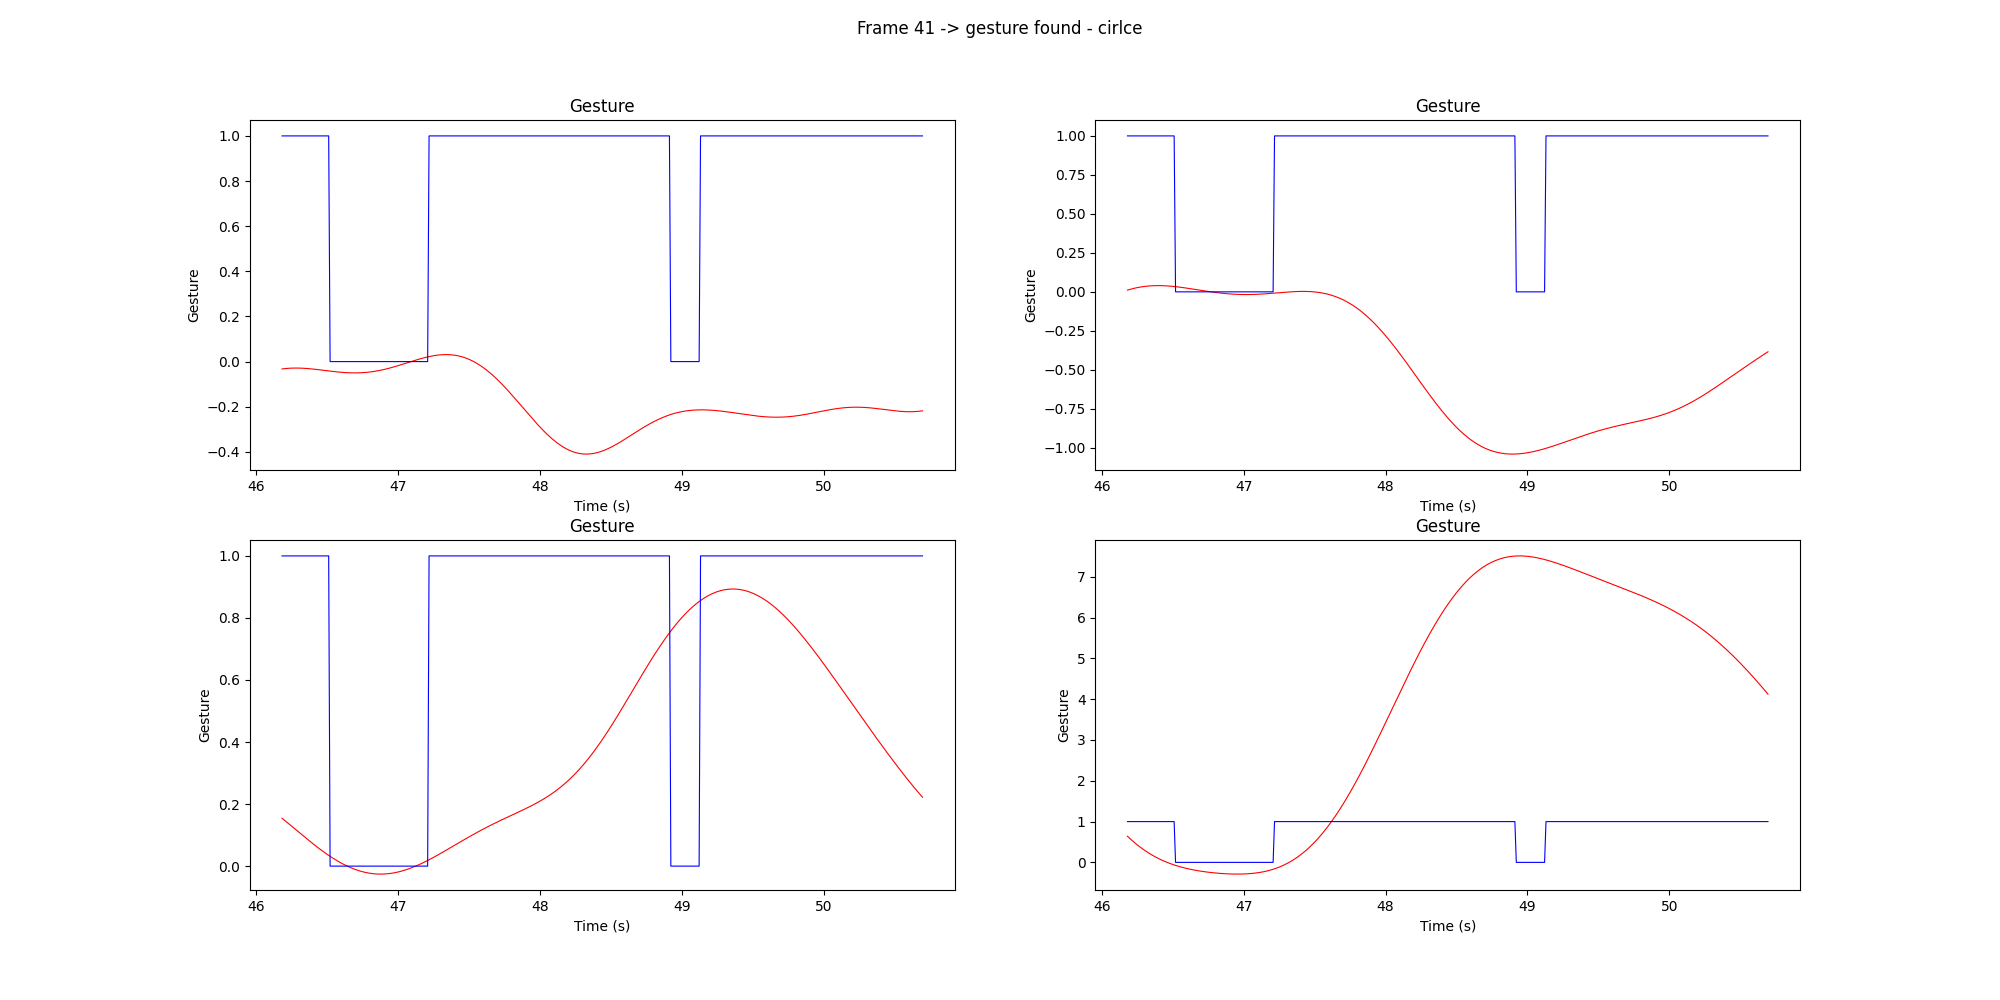 Frame 41 -> gesture found - cirlce
Gesture
1.0
0.8
0.6
0.4
0.2
0.0
−0.2
−0.4
Gesture
46 47 48 49 50
Time (s)
Gesture
1.00
0.75
0.50
0.25
0.00
−0.25
−0.50
−0.75
−1.00
Gesture
46 47 48 49 50
Time (s)
Gesture
1.0
0.8
0.6
0.4
0.2
0.0
Gesture
46 47 48 49 50
Time (s)
Gesture
7
6
5
4
3
2
1
0
Gesture
46 47 48 49 50
Time (s)